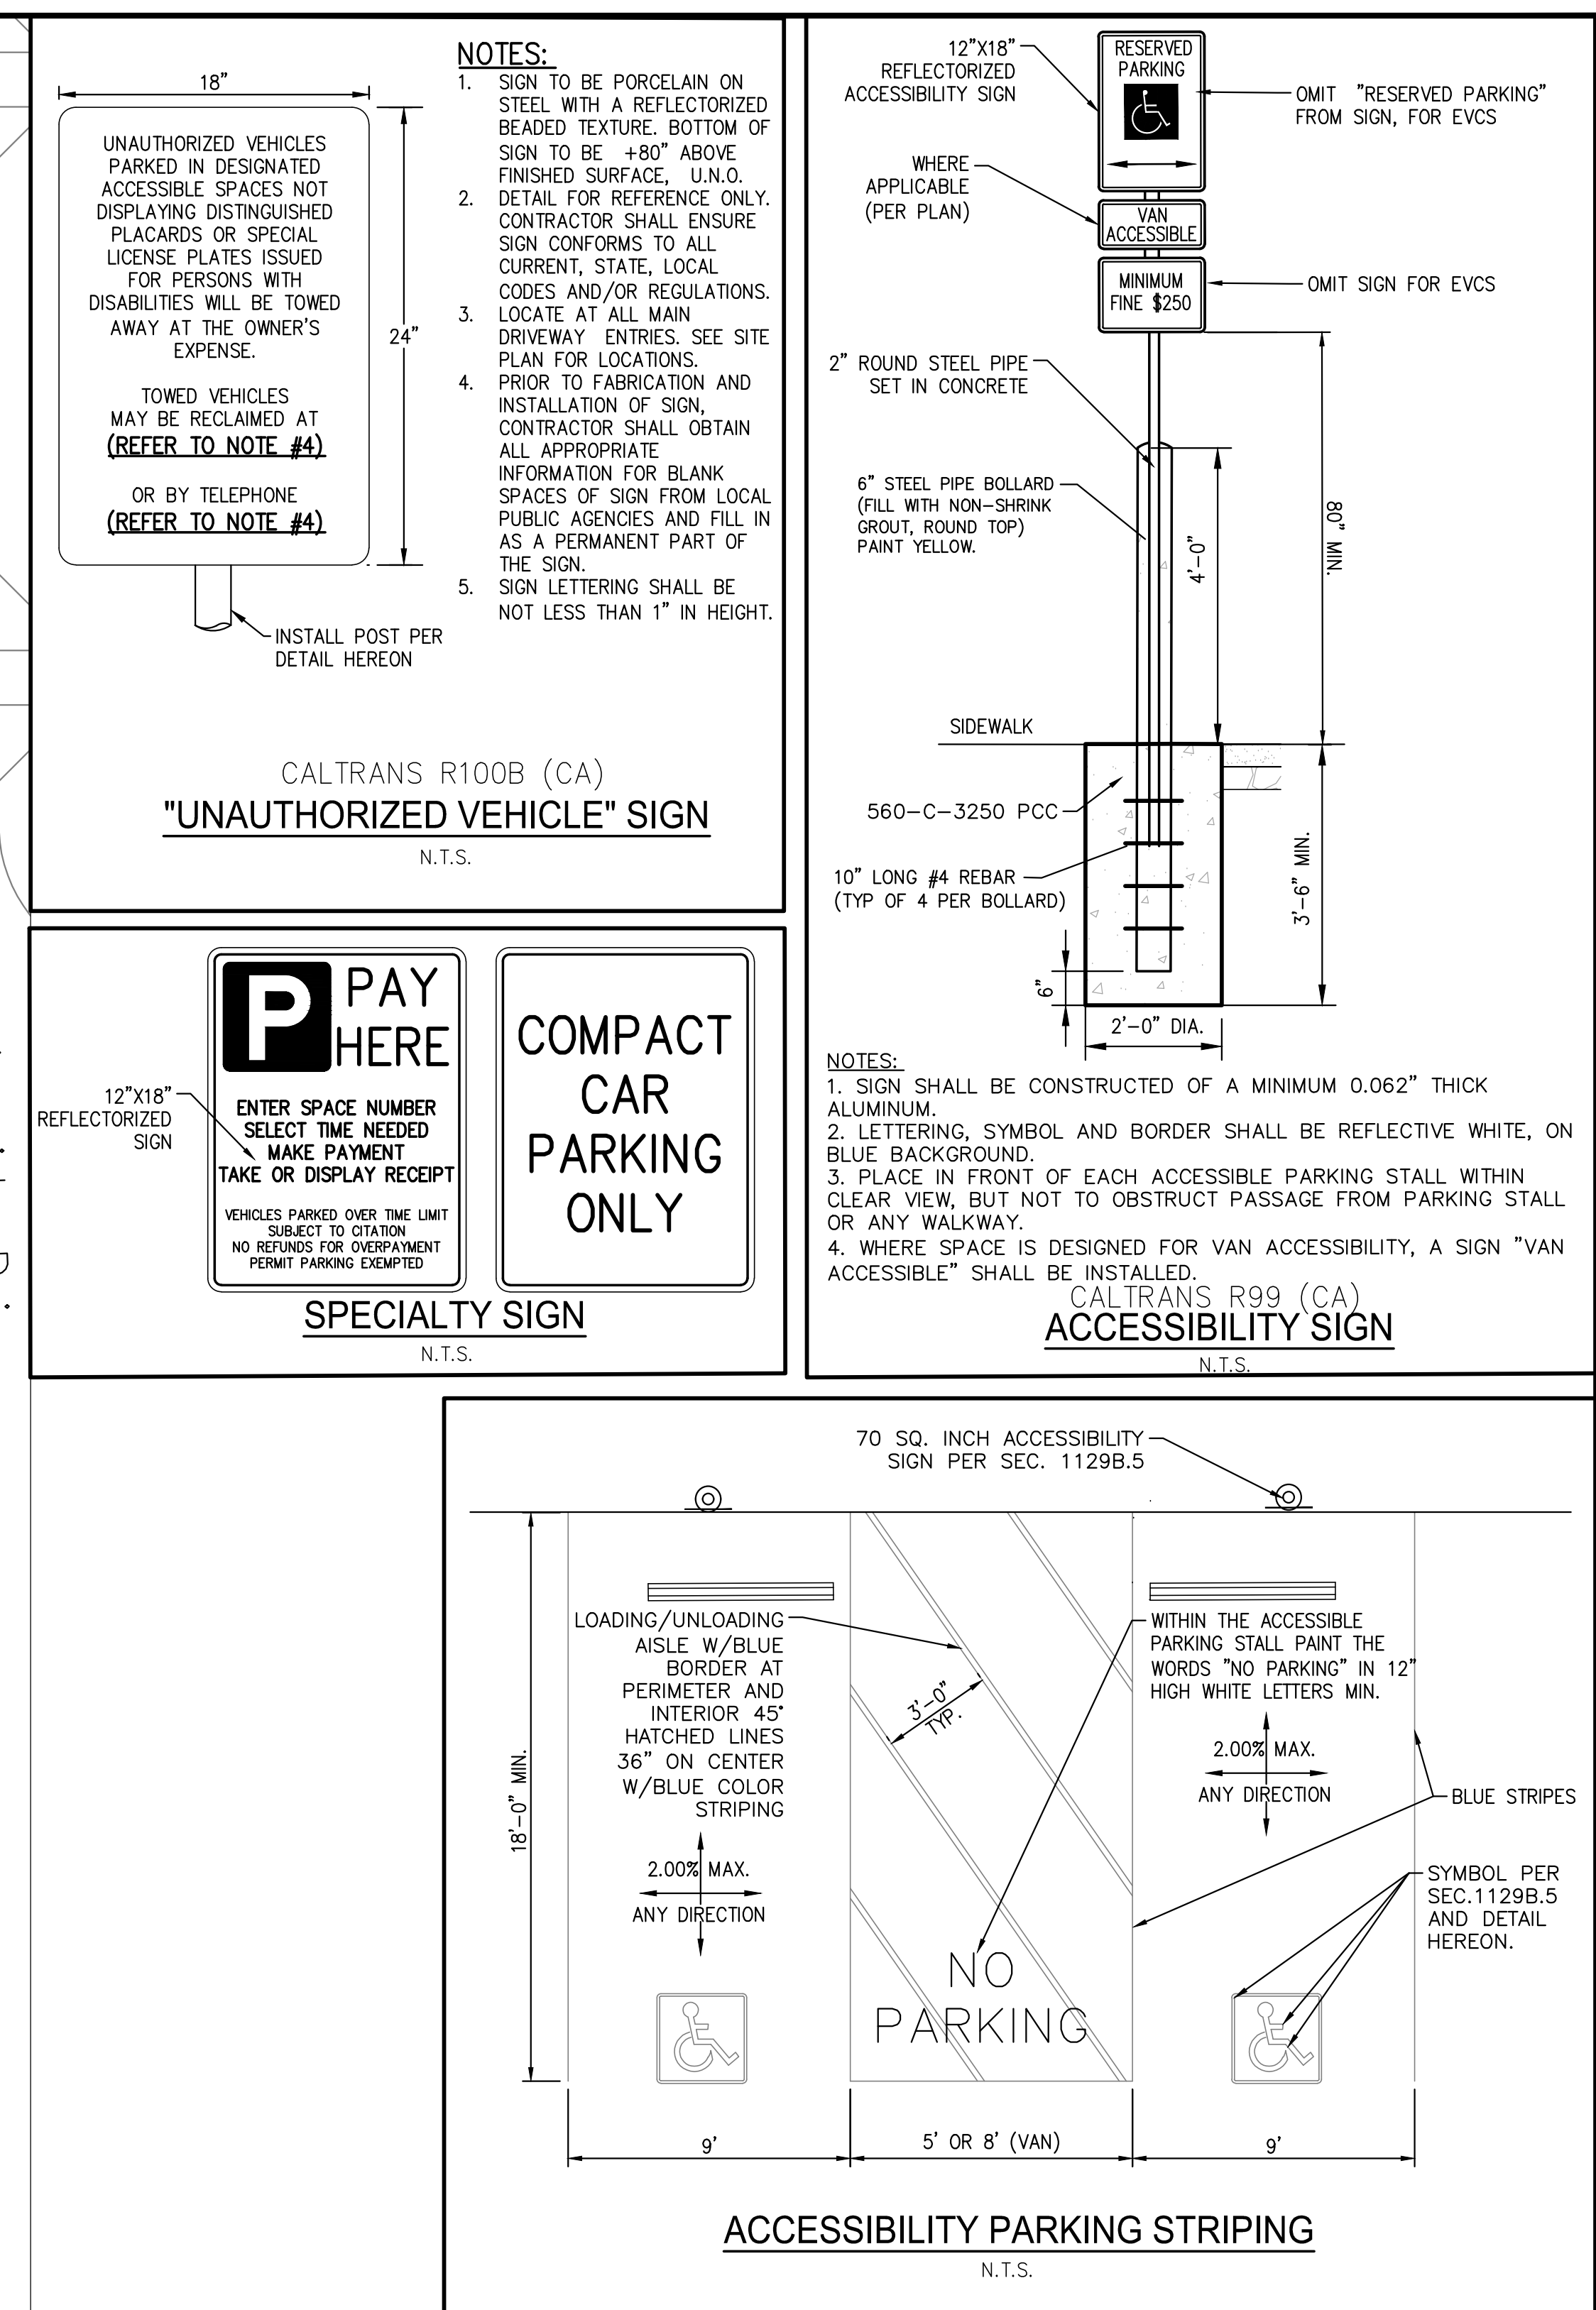 18"
UNAUTHORIZED VEHICLES
PARKED IN DESIGNATED
ACCESSIBLE SPACES NOT
DISPLAYING DISTINGUISHED
PLACARDS OR SPECIAL
LICENSE PLATES ISSUED
FOR PERSONS WITH
DISABILITIES WILL BE TOWED
AWAY AT THE OWNER'S
EXPENSE.
TOWED VEHICLES
MAY BE RECLAIMED AT
(REFER TO NOTE #4)
OR BY TELEPHONE
(REFER TO NOTE #4)
24"
INSTALL POST PER
DETAIL HEREON
NOTES:
1. SIGN TO BE PORCELAIN ON
STEEL WITH A REFLECTORIZED
BEADED TEXTURE. BOTTOM OF
SIGN TO BE +80" ABOVE
FINISHED SURFACE, U.N.O.
2. DETAIL FOR REFERENCE ONLY.
CONTRACTOR SHALL ENSURE
SIGN CONFORMS TO ALL
CURRENT, STATE, LOCAL
CODES AND/OR REGULATIONS.
3. LOCATE AT ALL MAIN
DRIVEWAY ENTRIES. SEE SITE
PLAN FOR LOCATIONS.
4. PRIOR TO FABRICATION AND
INSTALLATION OF SIGN,
CONTRACTOR SHALL OBTAIN
ALL APPROPRIATE
INFORMATION FOR BLANK
SPACES OF SIGN FROM LOCAL
PUBLIC AGENCIES AND FILL IN
AS A PERMANENT PART OF
THE SIGN.
5. SIGN LETTERING SHALL BE
NOT LESS THAN 1" IN HEIGHT.
CALTRANS R100B (CA)
"UNAUTHORIZED VEHICLE" SIGN
N.T.S.
12"X18"
REFLECTORIZED
SIGN
P PAY
HERE
ENTER SPACE NUMBER
SELECT TIME NEEDED
MAKE PAYMENT
TAKE OR DISPLAY RECEIPT
VEHICLES PARKED OVER TIME LIMIT
SUBJECT TO CITATION
NO REFUNDS FOR OVERPAYMENT
PERMIT PARKING EXEMPTED
COMPACT
CAR
PARKING
ONLY
SPECIALTY SIGN
N.T.S.
12"X18"
REFLECTORIZED
ACCESSIBILITY SIGN
RESERVED
PARKING
OMIT "RESERVED PARKING"
FROM SIGN, FOR EVCS
WHERE
APPLICABLE
(PER PLAN)
VAN
ACCESSIBLE
MINIMUM
FINE $250
OMIT SIGN FOR EVCS
2" ROUND STEEL PIPE
SET IN CONCRETE
6" STEEL PIPE BOLLARD
(FILL WITH NON-SHRINK
GROUT, ROUND TOP)
PAINT YELLOW.
4'-0"
80" MIN.
SIDEWALK
560-C-3250 PCC
10" LONG #4 REBAR
(TYP OF 4 PER BOLLARD)
3'-6" MIN.
6"
2'-0" DIA.
NOTES:
1. SIGN SHALL BE CONSTRUCTED OF A MINIMUM 0.062" THICK
ALUMINUM.
2. LETTERING, SYMBOL AND BORDER SHALL BE REFLECTIVE WHITE, ON
BLUE BACKGROUND.
3. PLACE IN FRONT OF EACH ACCESSIBLE PARKING STALL WITHIN
CLEAR VIEW, BUT NOT TO OBSTRUCT PASSAGE FROM PARKING STALL
OR ANY WALKWAY.
4. WHERE SPACE IS DESIGNED FOR VAN ACCESSIBILITY, A SIGN "VAN
ACCESSIBLE" SHALL BE INSTALLED.
CALTRANS R99 (CA)
ACCESSIBILITY SIGN
N.T.S.
70 SQ. INCH ACCESSIBILITY
SIGN PER SEC. 1129B.5
LOADING/UNLOADING
AISLE W/BLUE
BORDER AT
PERIMETER AND
INTERIOR 45°
HATCHED LINES
36" ON CENTER
W/BLUE COLOR
STRIPING
3'-0"
TYP.
WITHIN THE ACCESSIBLE
PARKING STALL PAINT THE
WORDS "NO PARKING" IN 12"
HIGH WHITE LETTERS MIN.
18'-0" MIN.
2.00% MAX.
ANY DIRECTION
2.00% MAX.
ANY DIRECTION
BLUE STRIPES
SYMBOL PER
SEC.1129B.5
AND DETAIL
HEREON.
NO
PARKING
9'
5' OR 8' (VAN)
9'
ACCESSIBILITY PARKING STRIPING
N.T.S.